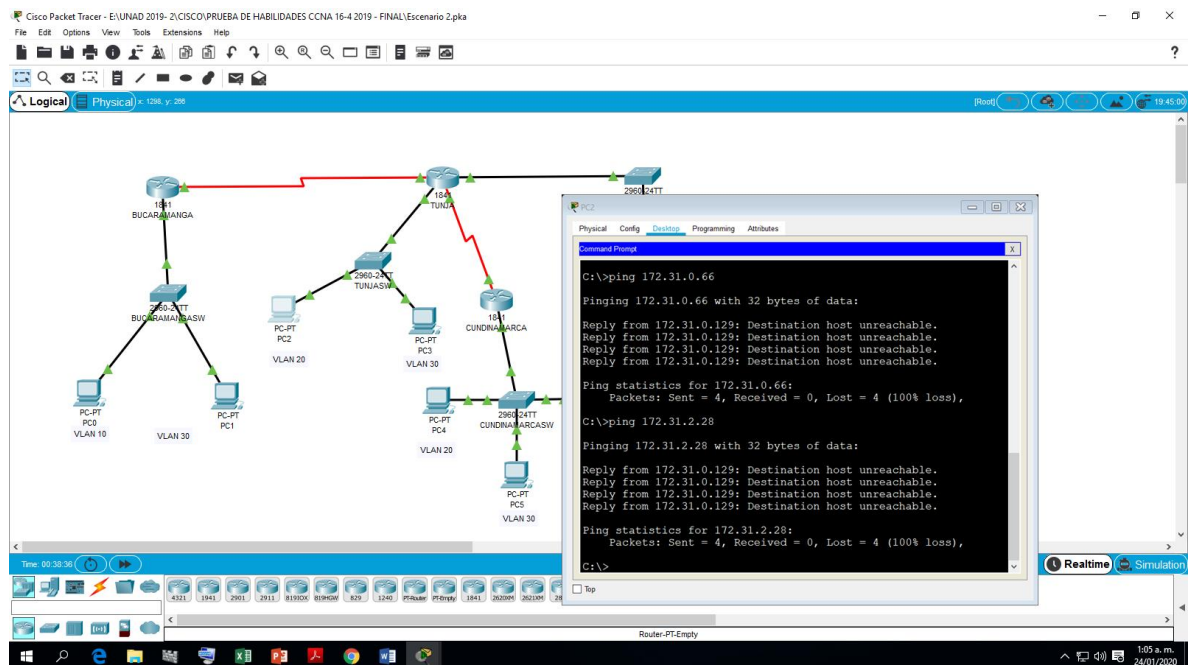 Cisco Packet Tracer - E:\UNAD 2019- 2\CISCO\PRUEBA DE HABILIDADES CCNA 16-4 2019 - FINAL\Escenario 2.pka
File Edit Options View Tools Extensions Help
?
Logical Physical x: 1298, y: 266 [Root] 19:45:00
2960-24TT
1841
BUCARAMANGA
1841
TUNJA
2960-24TT
TUNJASW
2960-24TT
BUCARAMANGASW
1841
CUNDINAMARCA
PC-PT
PC2
VLAN 20
PC-PT
PC3
VLAN 30
PC-PT
PC0
VLAN 10
PC-PT
PC1
VLAN 30
PC-PT
PC4
VLAN 20
2960-24TT
CUNDINAMARCASW
PC-PT
PC5
VLAN 30
PC2
Physical Config Desktop Programming Attributes
Command Prompt X
C:\>ping 172.31.0.66
Pinging 172.31.0.66 with 32 bytes of data:
Reply from 172.31.0.129: Destination host unreachable.
Reply from 172.31.0.129: Destination host unreachable.
Reply from 172.31.0.129: Destination host unreachable.
Reply from 172.31.0.129: Destination host unreachable.
Ping statistics for 172.31.0.66:
Packets: Sent = 4, Received = 0, Lost = 4 (100% loss),
C:\>ping 172.31.2.28
Pinging 172.31.2.28 with 32 bytes of data:
Reply from 172.31.0.129: Destination host unreachable.
Reply from 172.31.0.129: Destination host unreachable.
Reply from 172.31.0.129: Destination host unreachable.
Reply from 172.31.0.129: Destination host unreachable.
Ping statistics for 172.31.2.28:
Packets: Sent = 4, Received = 0, Lost = 4 (100% loss),
C:\>
Top
Time: 00:38:36 Realtime Simulation
4321 1941 2901 2911 819IOX 819HGW 829 1240 PT-Router PT-Empty 1841 2620XM 2621XM
Router-PT-Empty
1:05 a. m.
24/01/2020